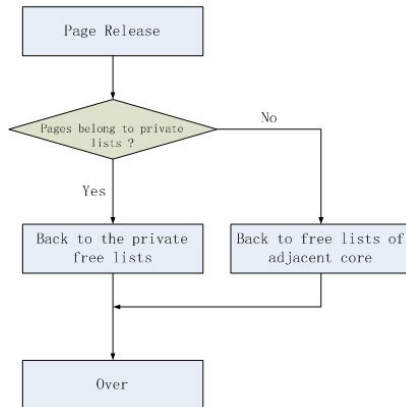 Page Release
Pages belong to private
lists ?
No
Yes
Back to the private
free lists
Back to free lists of
adjacent core
Over